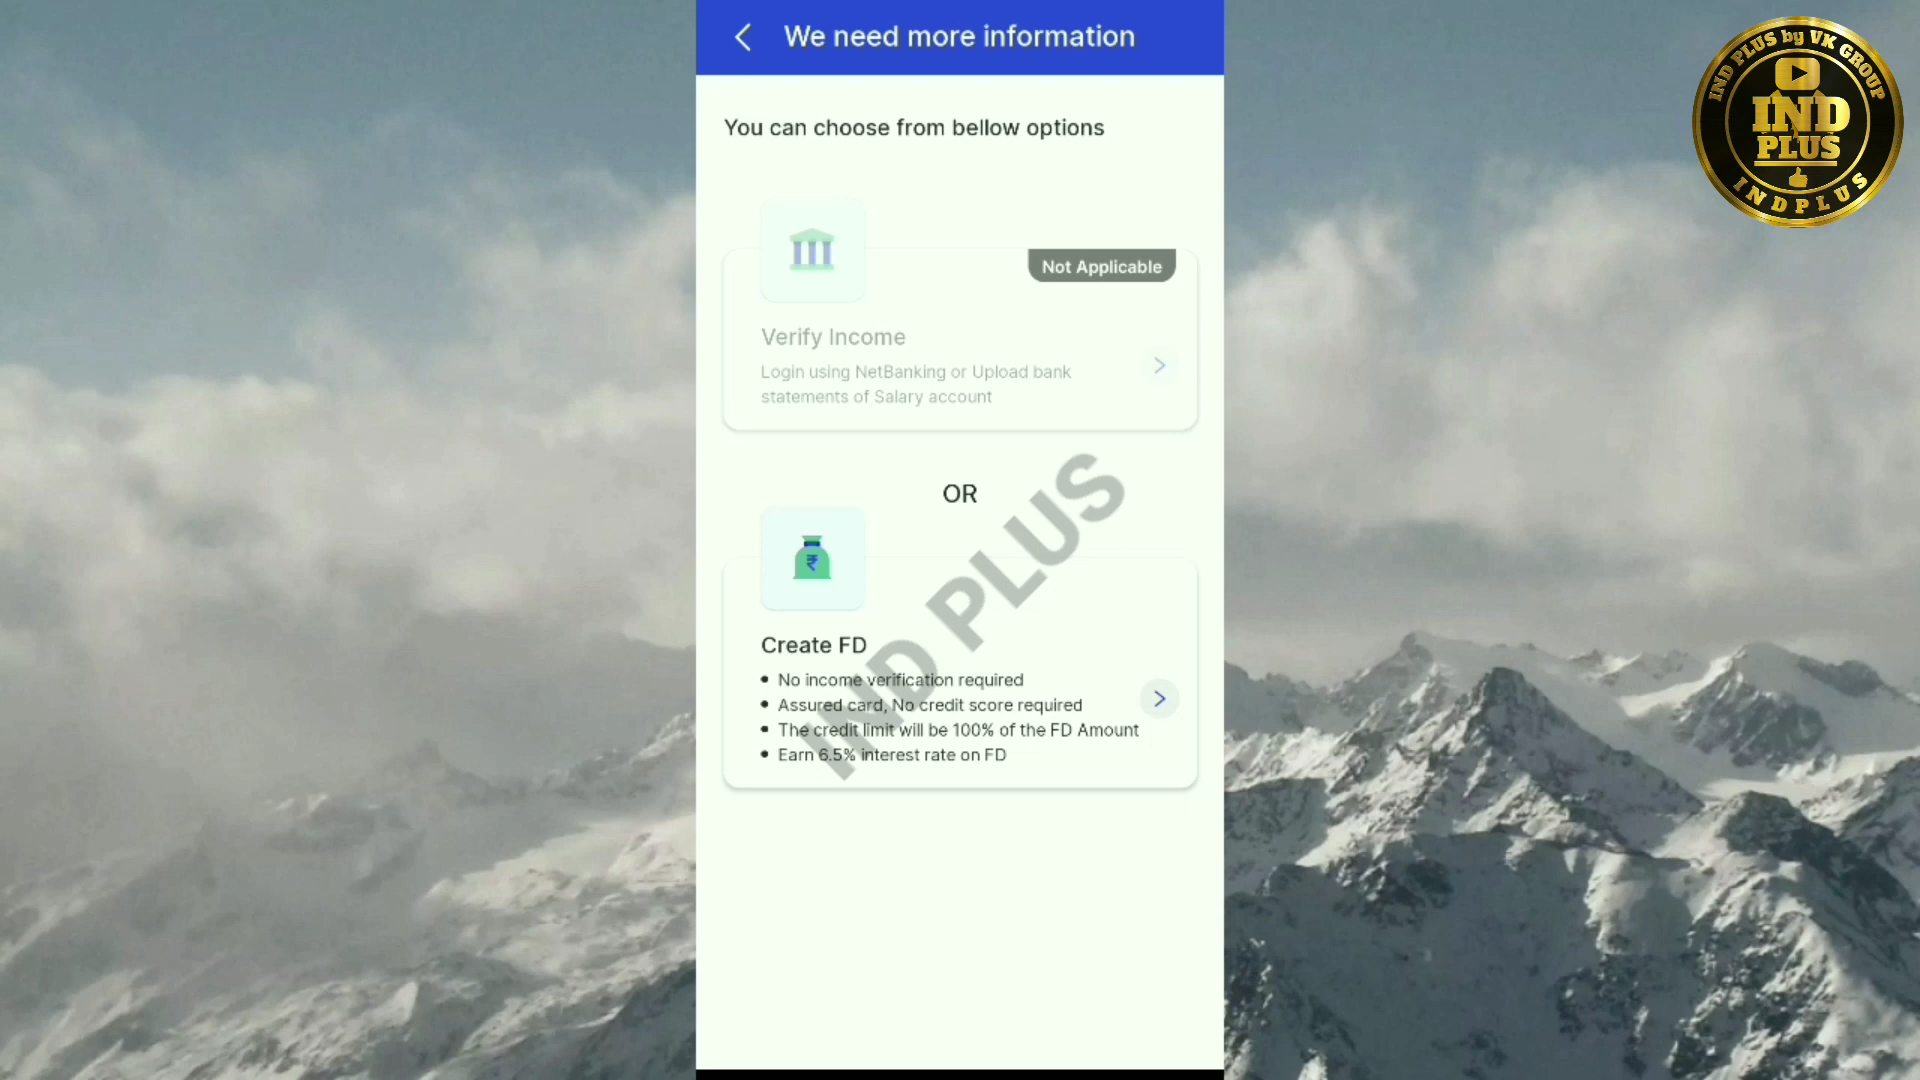 We need more information
IND PLUS by VK GROUP
IND
PLUS
INDPLUS
You can choose from bellow options
Not Applicable
Verify Income
Login using NetBanking or Upload bank
statements of Salary account
OR
₹
Create FD
• No income verification required
• Assured card, No credit score required
• The credit limit will be 100% of the FD Amount
• Earn 6.5% interest rate on FD
IND PLUS